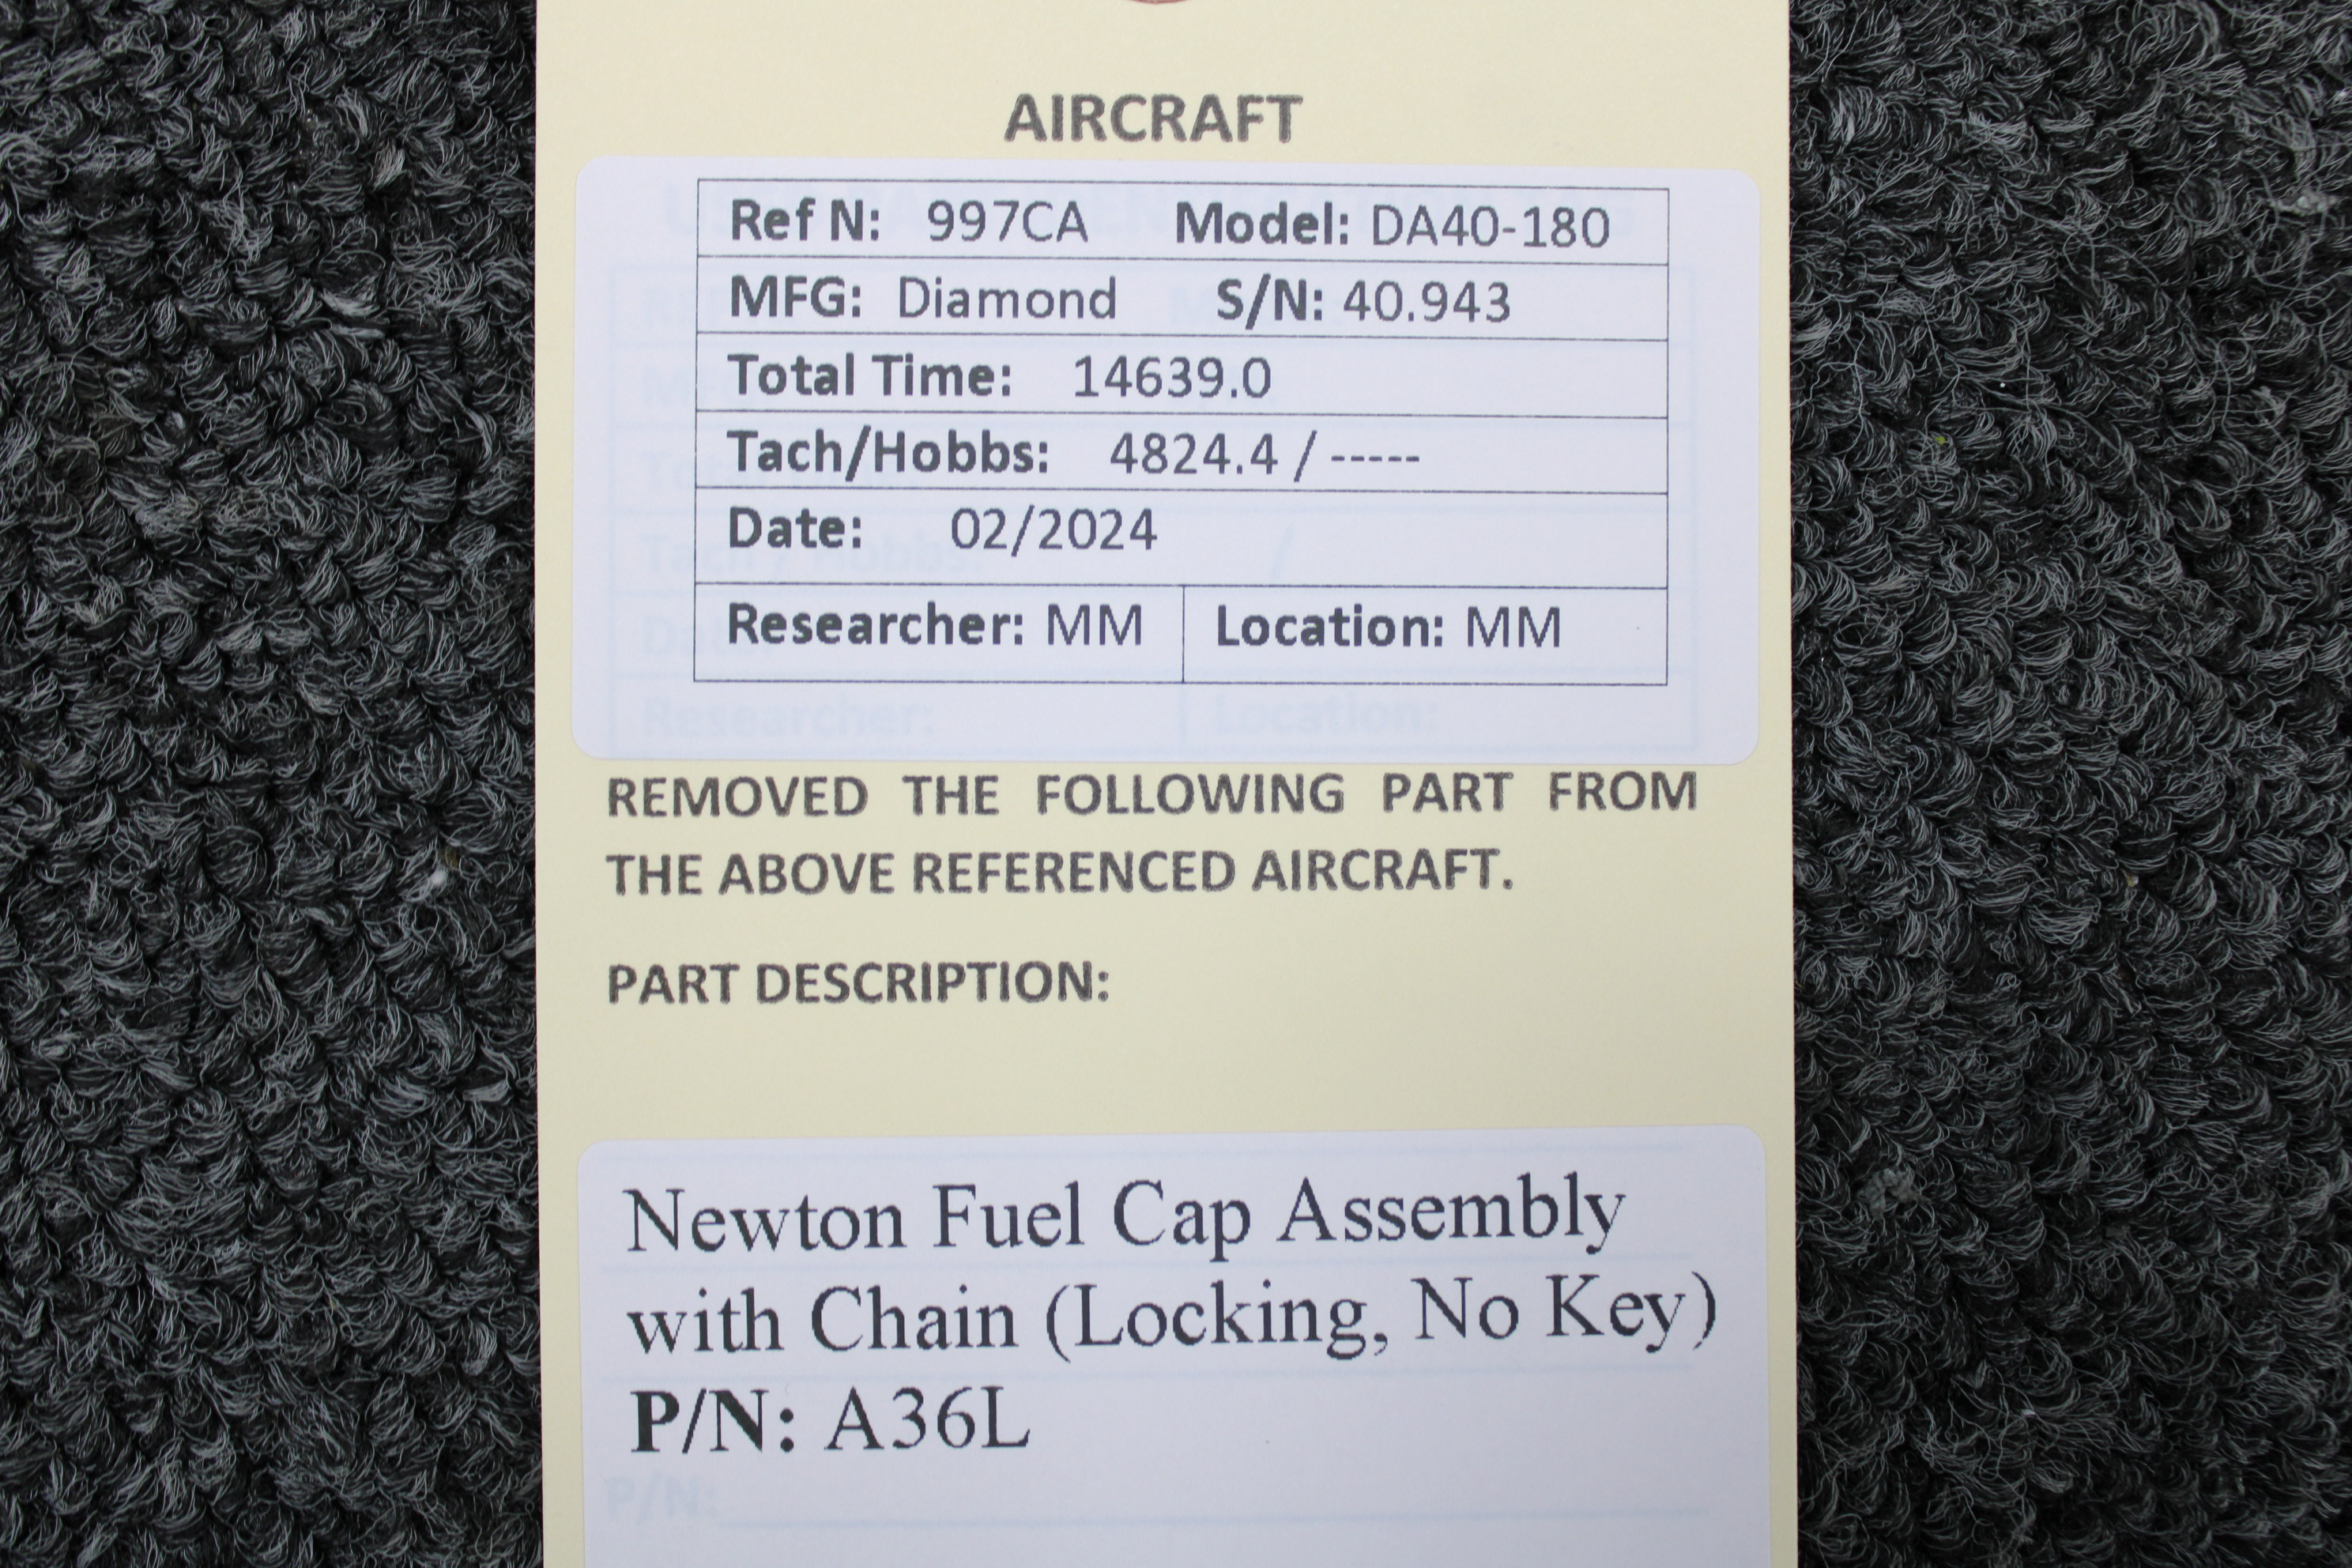 AIRCRAFT
Ref N: 997CA Model: DA40-180
MFG: Diamond S/N: 40.943
Total Time: 14639.0
Tach/Hobbs: 4824.4 / -----
Date: 02/2024
Researcher: MM Location: MM
Researcher: Location:
REMOVED THE FOLLOWING PART FROM
THE ABOVE REFERENCED AIRCRAFT.
PART DESCRIPTION:
Newton Fuel Cap Assembly
with Chain (Locking, No Key)
P/N: A36L
P/N: